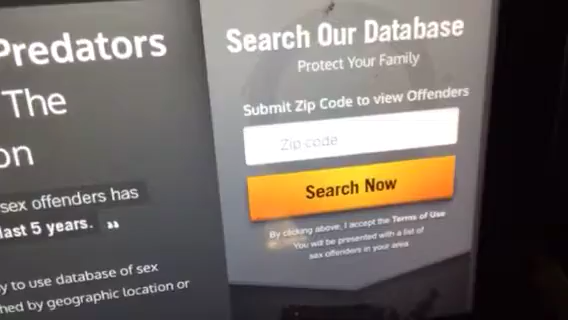 Predators
The
on
sex offenders has
last 5 years. "
y to use database of sex
hed by geographic location or
Search Our Database
Protect Your Family
Submit Zip Code to view Offenders
Zip code
Search Now
By clicking above, I accept the Terms of Use
You will be presented with a list of
sex offenders in your area